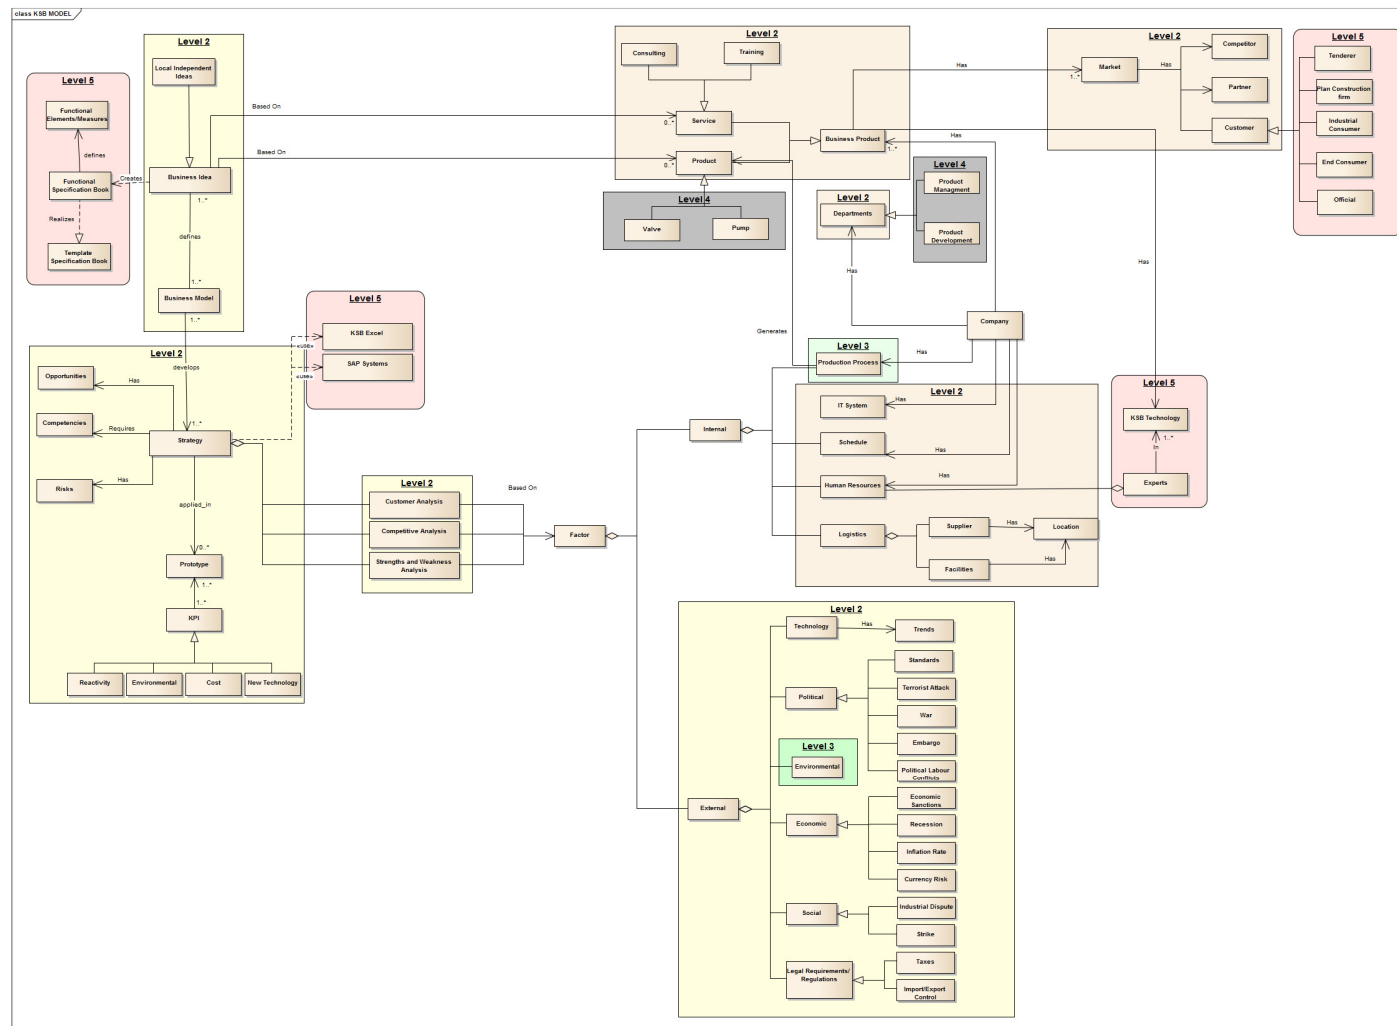 class KSB MODEL
Level 2
Local Independent
Ideas
Business Idea
1..*
defines
1..*
Business Model
1..*
Level 5
Functional
Elements/Measures
defines
Functional
Specification Book
Creates
Realizes
Template
Specification Book
Based On
Based On
Level 2
Consulting
Training
Service
0..*
Product
0..*
Business Product
1..*
Level 4
Valve
Pump
Has
Has
Level 2
Market
1..*
Has
Competitor
Partner
Customer
Level 5
Tenderer
Plan Construction
firm
Industrial
Consumer
End Consumer
Official
Level 2
Departments
Level 4
Product
Managment
Product
Development
Has
Has
Company
Generates
Level 3
Production Process
Has
Level 5
KSB Excel
SAP Systems
«use»
«use»
Level 2
Opportunities
Has
develops
Competencies
Requires
1..*
Strategy
Risks
Has
applied_in
0..*
Prototype
1..*
1..*
KPI
Reactivity
Environmental
Cost
New Technology
Level 2
Customer Analysis
Competitive Analysis
Strengths and Weakness
Analysis
Based On
Factor
Internal
Level 2
IT System
Has
Schedule
Has
Human Resources
Has
Logistics
Supplier
Has
Location
Facilities
Has
Level 5
KSB Technology
1..*
In
Experts
External
Level 2
Technology
Has
Trends
Political
Standards
Terrorist Attack
War
Embargo
Political Labour
Conflicts
Level 3
Environmental
Economic
Economic
Sanctions
Recession
Inflation Rate
Currency Risk
Social
Industrial Dispute
Strike
Legal Requirements/
Regulations
Taxes
Import/Export
Control